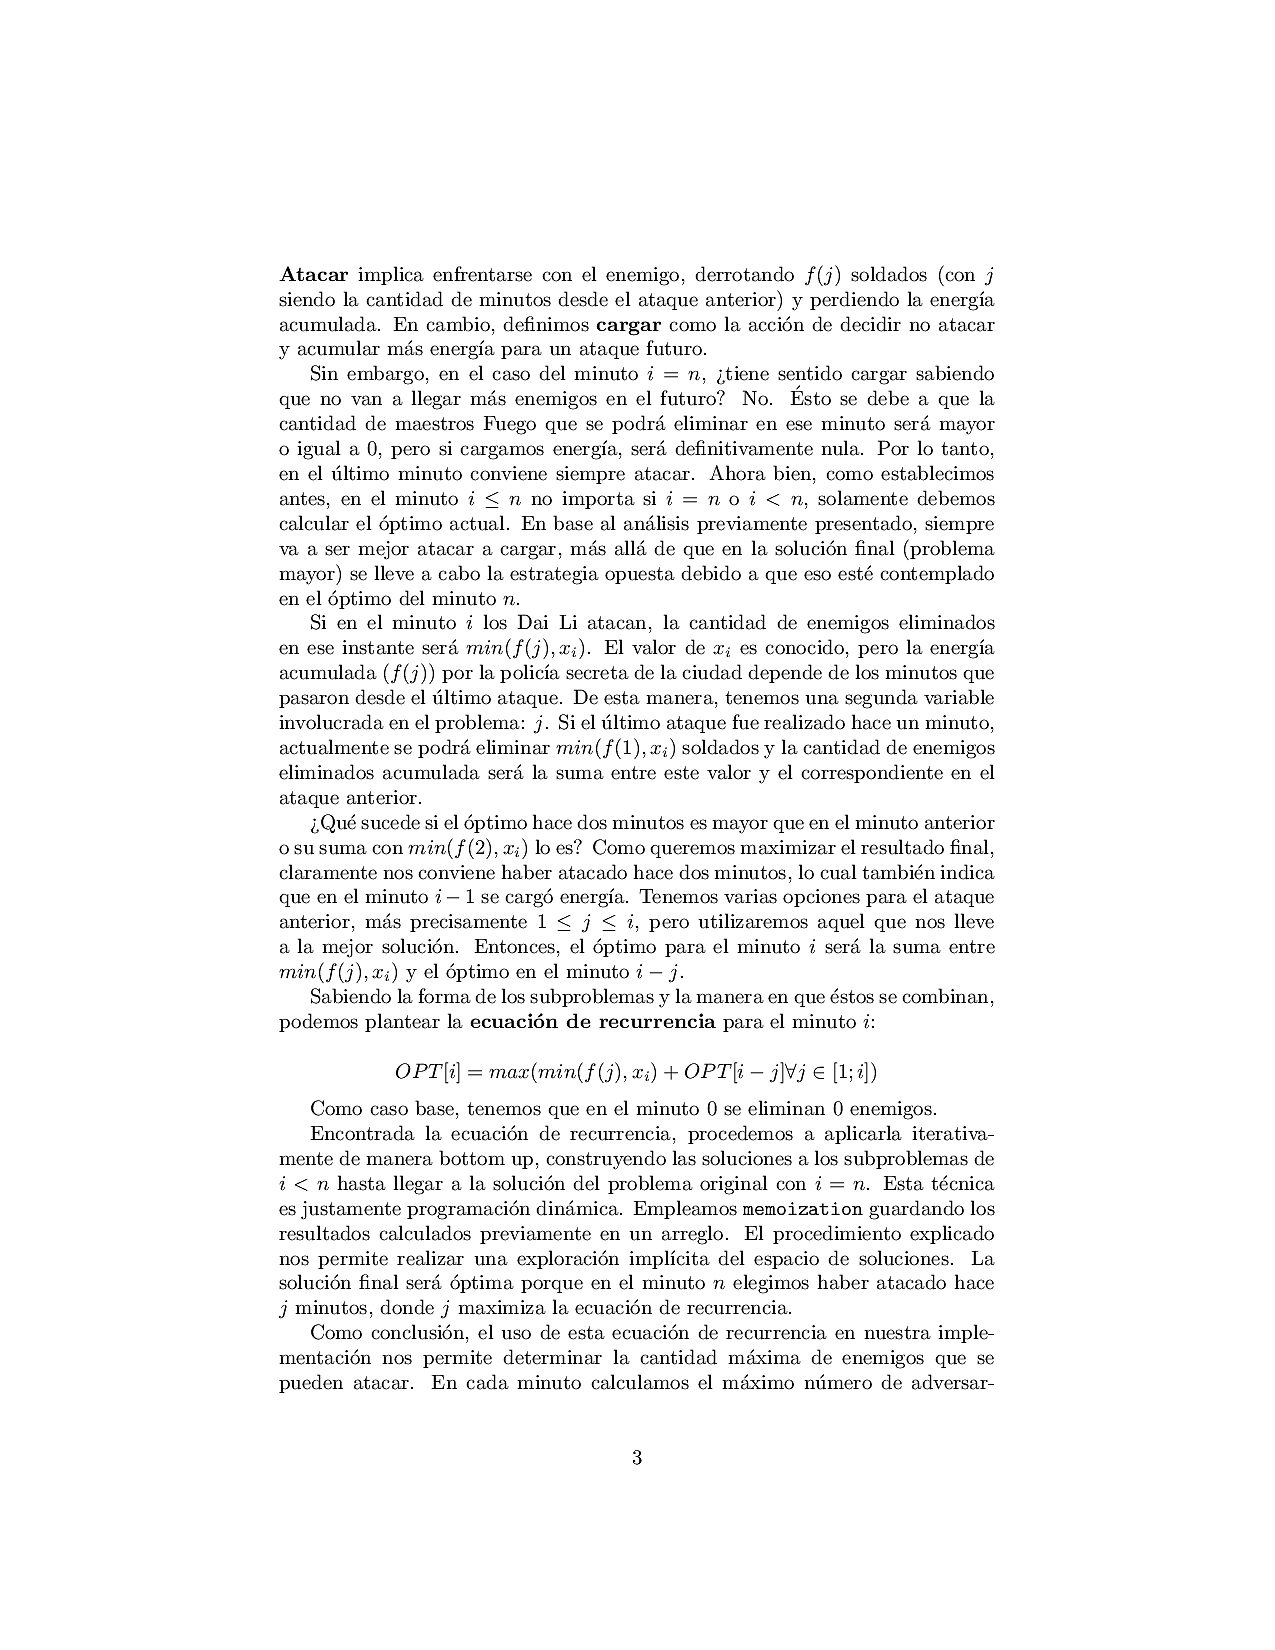 Atacar implica enfrentarse con el enemigo, derrotando f(j) soldados (con j
siendo la cantidad de minutos desde el ataque anterior) y perdiendo la energía
acumulada. En cambio, definimos cargar como la acción de decidir no atacar
y acumular más energía para un ataque futuro.
Sin embargo, en el caso del minuto i = n, ¿tiene sentido cargar sabiendo
que no van a llegar más enemigos en el futuro? No. Ésto se debe a que la
cantidad de maestros Fuego que se podrá eliminar en ese minuto será mayor
o igual a 0, pero si cargamos energía, será definitivamente nula. Por lo tanto,
en el último minuto conviene siempre atacar. Ahora bien, como establecimos
antes, en el minuto i ≤ n no importa si i = n o i < n, solamente debemos
calcular el óptimo actual. En base al análisis previamente presentado, siempre
va a ser mejor atacar a cargar, más allá de que en la solución final (problema
mayor) se lleve a cabo la estrategia opuesta debido a que eso esté contemplado
en el óptimo del minuto n.
Si en el minuto i los Dai Li atacan, la cantidad de enemigos eliminados
en ese instante será min(f(j), xᵢ). El valor de xᵢ es conocido, pero la energía
acumulada (f(j)) por la policía secreta de la ciudad depende de los minutos que
pasaron desde el último ataque. De esta manera, tenemos una segunda variable
involucrada en el problema: j. Si el último ataque fue realizado hace un minuto,
actualmente se podrá eliminar min(f(1), xᵢ) soldados y la cantidad de enemigos
eliminados acumulada será la suma entre este valor y el correspondiente en el
ataque anterior.
¿Qué sucede si el óptimo hace dos minutos es mayor que en el minuto anterior
o su suma con min(f(2), xᵢ) lo es? Como queremos maximizar el resultado final,
claramente nos conviene haber atacado hace dos minutos, lo cual también indica
que en el minuto i − 1 se cargó energía. Tenemos varias opciones para el ataque
anterior, más precisamente 1 ≤ j ≤ i, pero utilizaremos aquel que nos lleve
a la mejor solución. Entonces, el óptimo para el minuto i será la suma entre
min(f(j), xᵢ) y el óptimo en el minuto i − j.
Sabiendo la forma de los subproblemas y la manera en que éstos se combinan,
podemos plantear la ecuación de recurrencia para el minuto i:
OPT[i] = max(min(f(j), xᵢ) + OPT[i − j]∀j ∈ [1; i])
Como caso base, tenemos que en el minuto 0 se eliminan 0 enemigos.
Encontrada la ecuación de recurrencia, procedemos a aplicarla iterativa-
mente de manera bottom up, construyendo las soluciones a los subproblemas de
i < n hasta llegar a la solución del problema original con i = n. Esta técnica
es justamente programación dinámica. Empleamos memoization guardando los
resultados calculados previamente en un arreglo. El procedimiento explicado
nos permite realizar una exploración implícita del espacio de soluciones. La
solución final será óptima porque en el minuto n elegimos haber atacado hace
j minutos, donde j maximiza la ecuación de recurrencia.
Como conclusión, el uso de esta ecuación de recurrencia en nuestra imple-
mentación nos permite determinar la cantidad máxima de enemigos que se
pueden atacar. En cada minuto calculamos el máximo número de adversar-
3